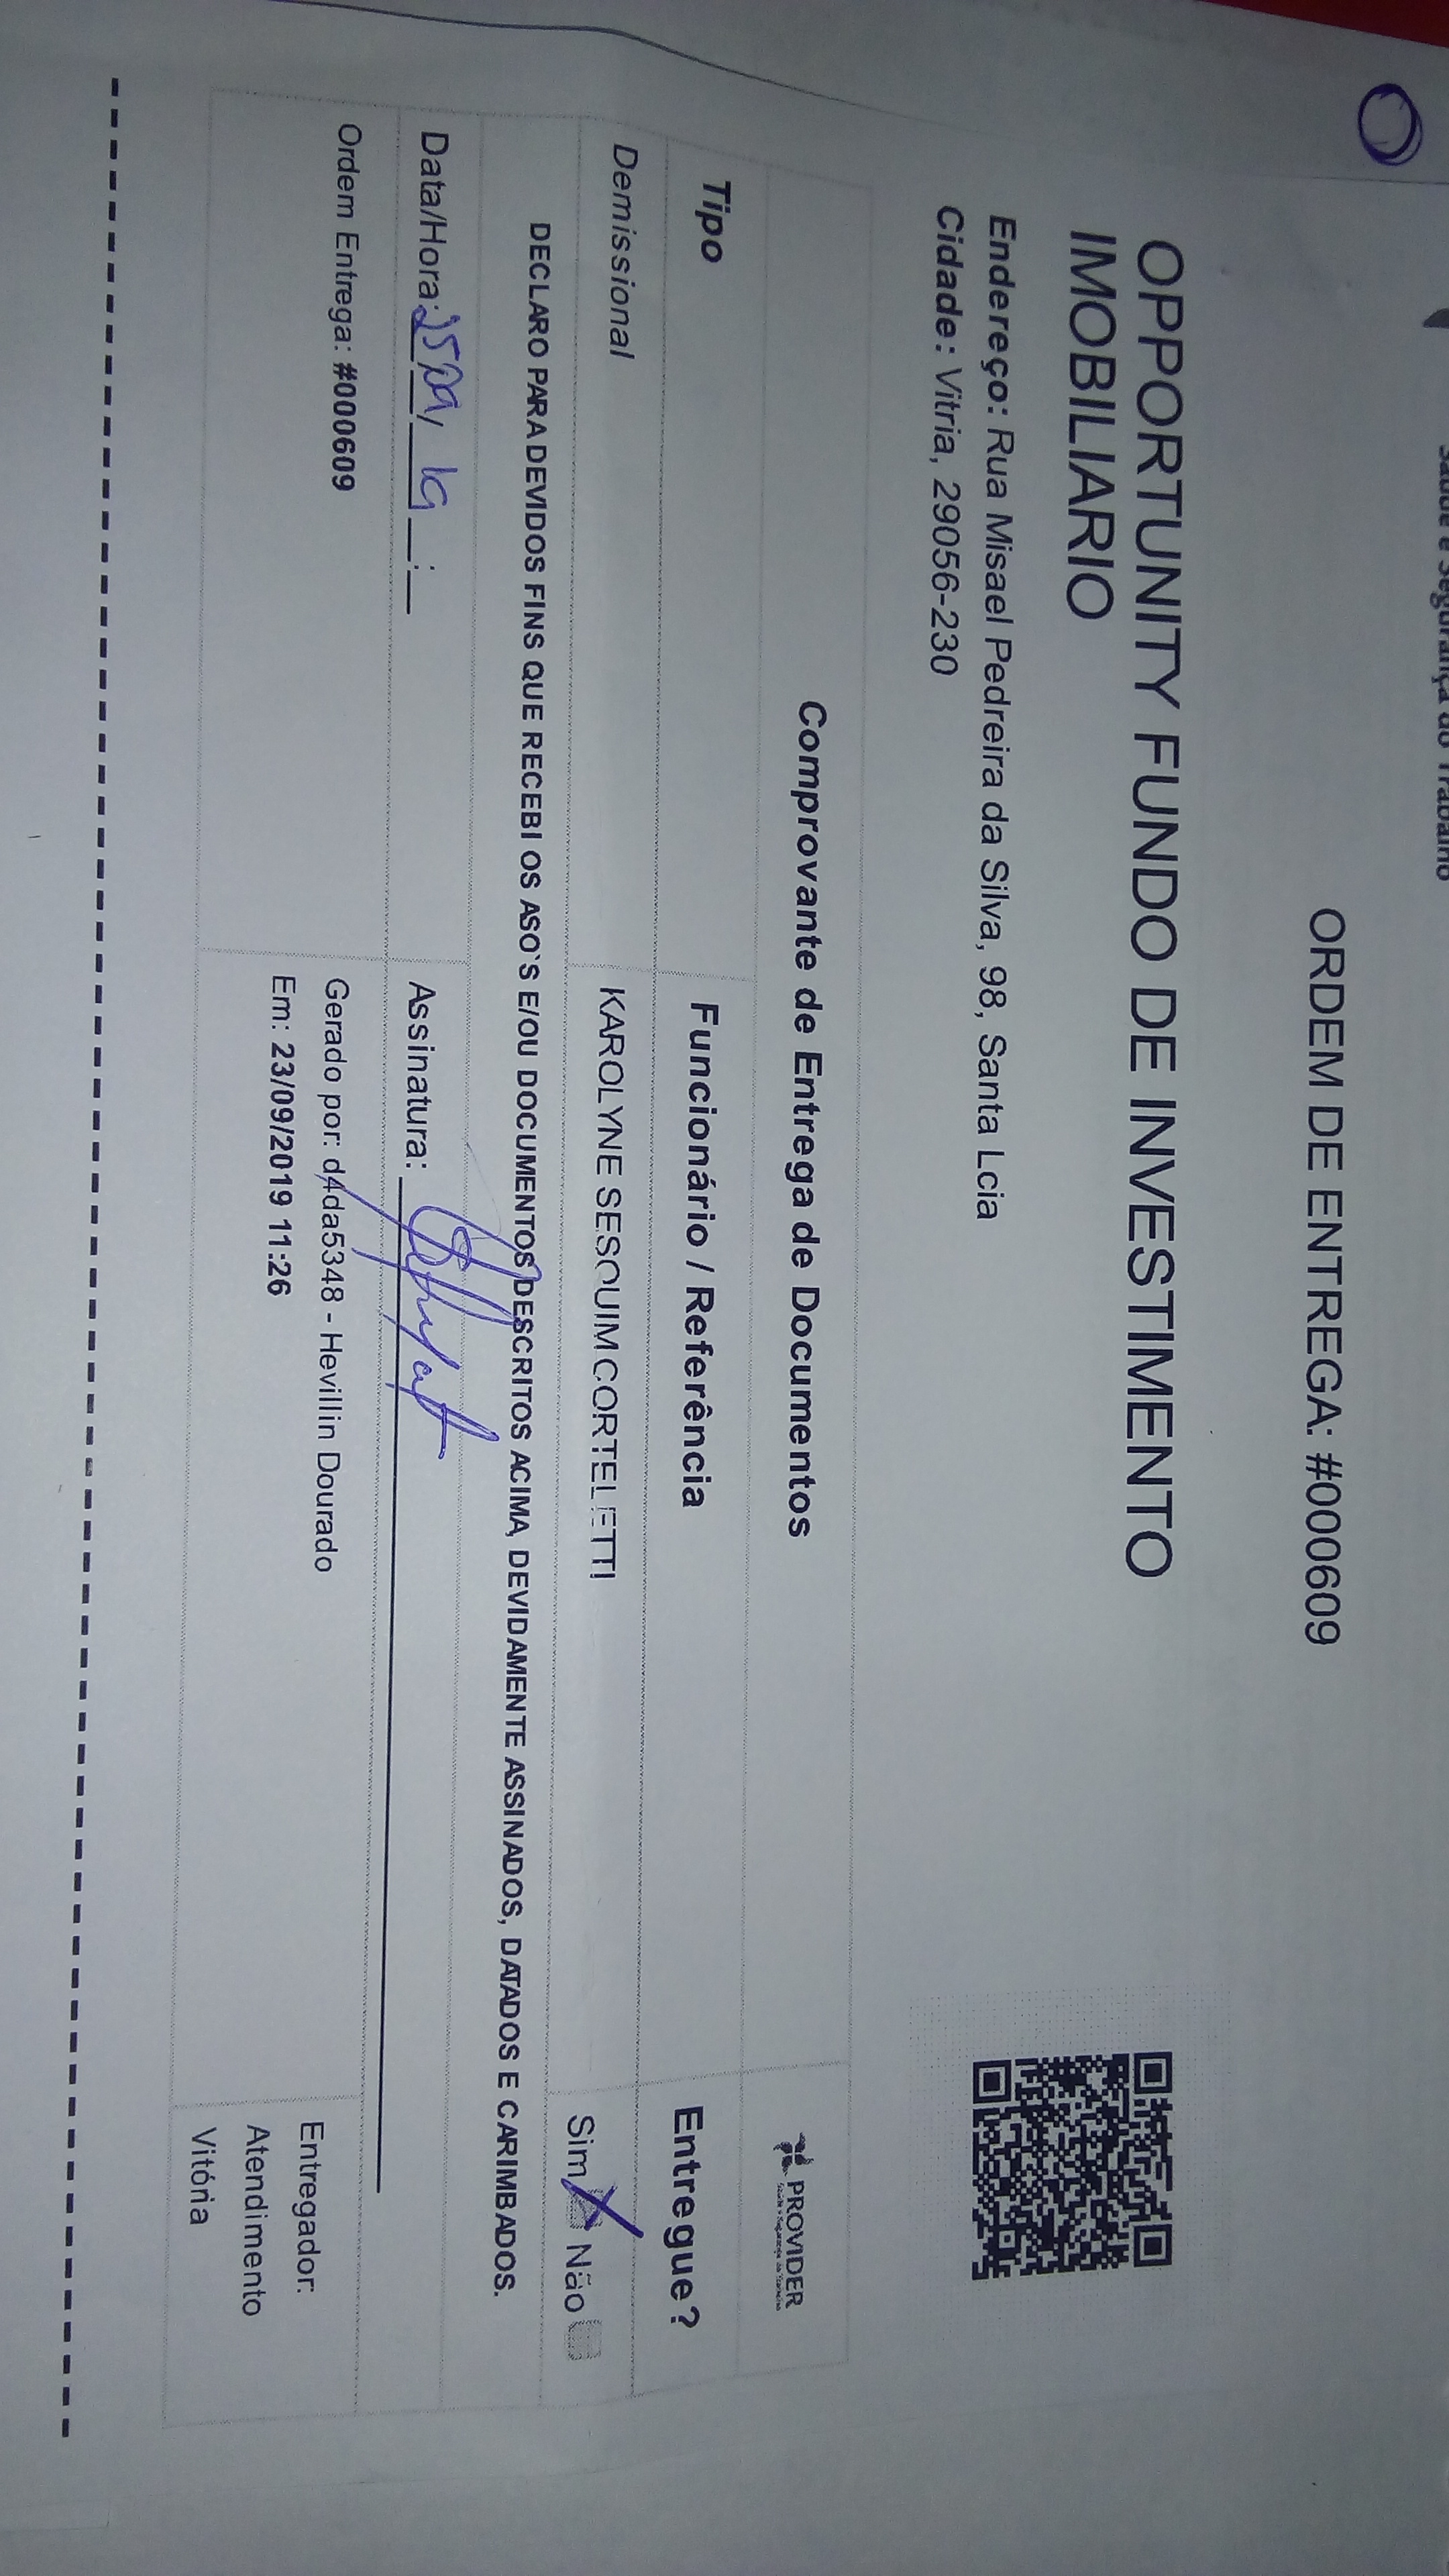 Saúde e Segurança do Trabalho
ORDEM DE ENTREGA: #000609
OPPORTUNITY FUNDO DE INVESTIMENTO
IMOBILIARIO
Endereço: Rua Misael Pedreira da Silva, 98, Santa Lcia
Cidade: Vitria, 29056-230
Comprovante de Entrega de Documentos
PROVIDER
Saúde e Segurança do Trabalho
Tipo Funcionário / Referência Entregue?
Demissional KAROLYNE SESQUIM CORTELETTI Sim X Não
DECLARO PARA DEVIDOS FINS QUE RECEBI OS ASO'S E/OU DOCUMENTOS DESCRITOS ACIMA, DEVIDAMENTE ASSINADOS, DATADOS E CARIMBADOS.
Data/Hora: 25/09/ 19 __:__ Assinatura:
Ordem Entrega: #000609
Gerado por: d4da5348 - Hevillin Dourado
Em: 23/09/2019 11:26
Entregador:
Atendimento
Vitória